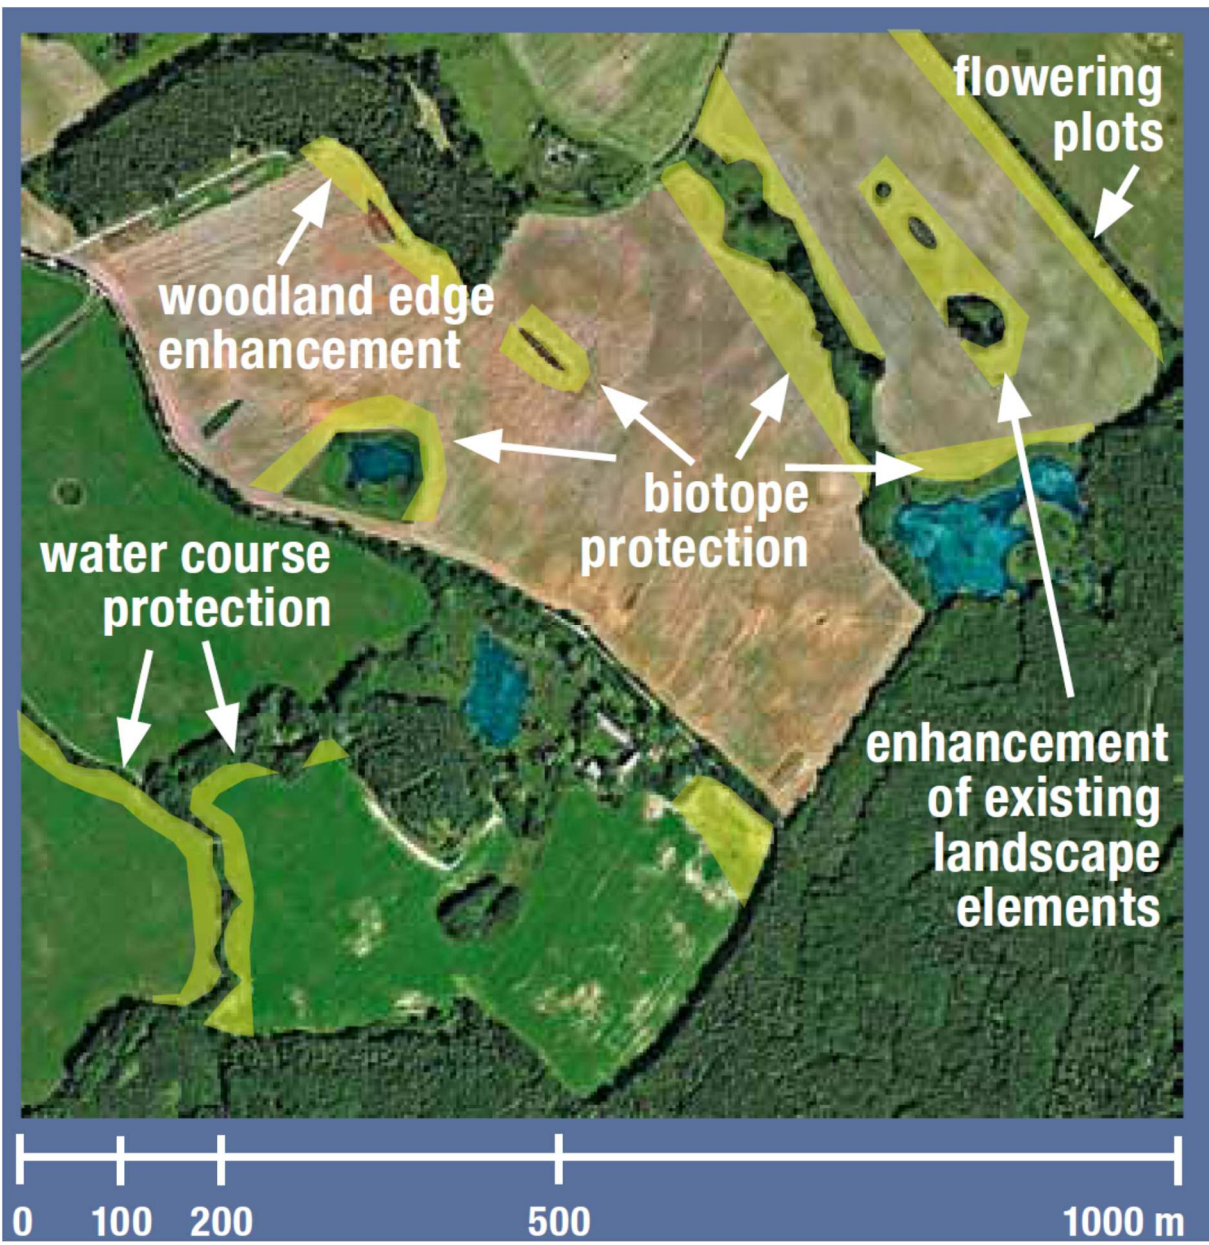 flowering
plots
woodland edge
enhancement
biotope
protection
water course
protection
enhancement
of existing
landscape
elements
0 100 200 500 1000 m